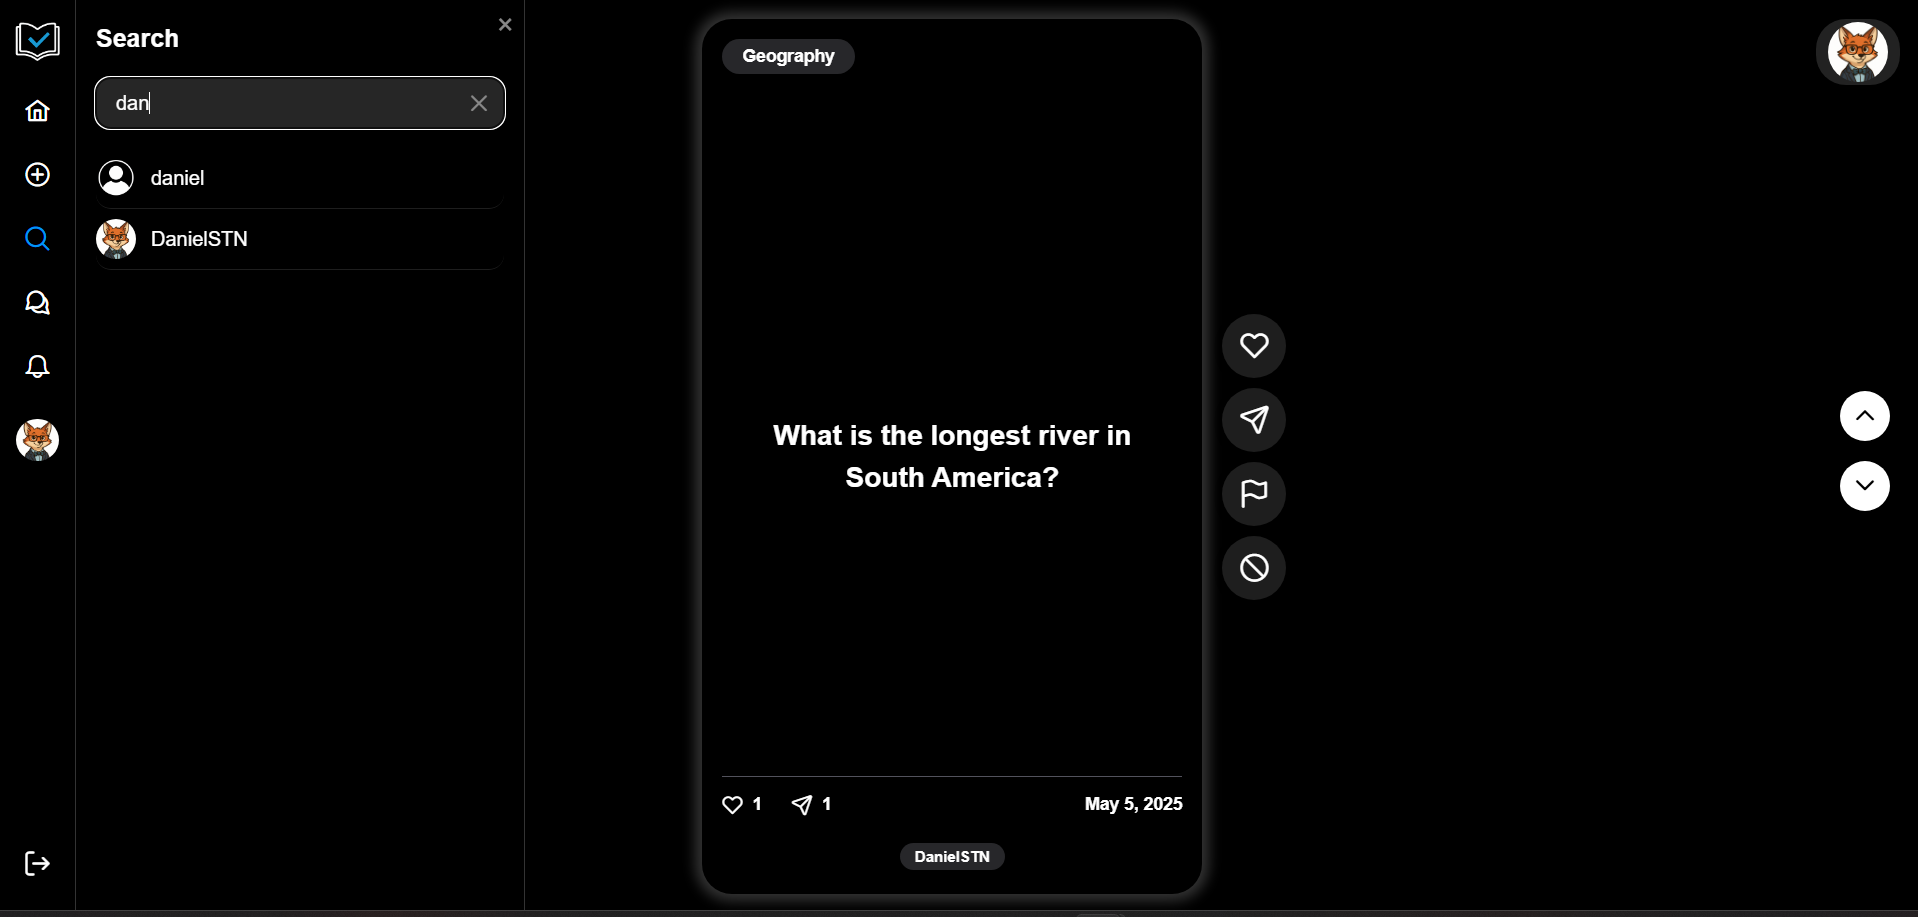 Search
dan
daniel
DanielSTN
Geography
What is the longest river in
South America?
1
1
May 5, 2025
DanielSTN